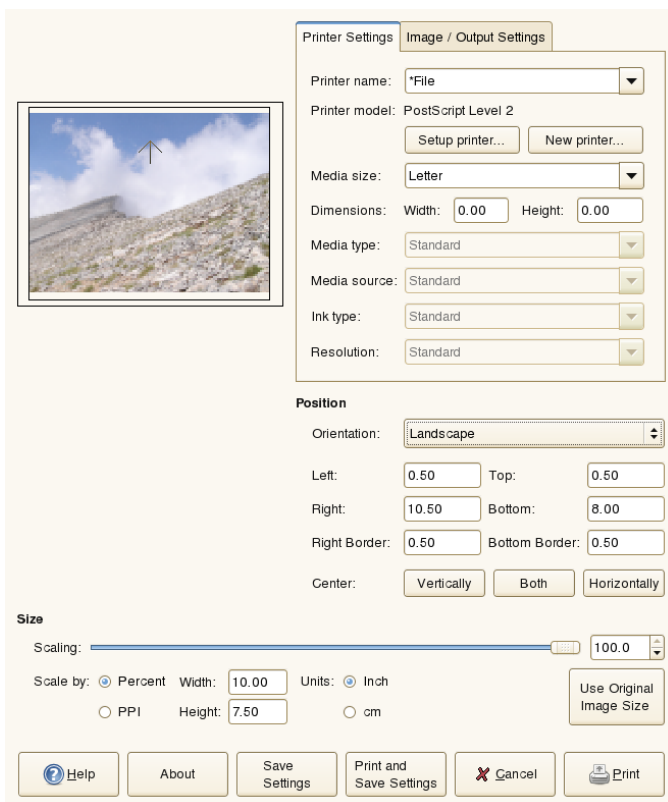 Printer Settings Image / Output Settings
Printer name: *File
Printer model: PostScript Level 2
Setup printer... New printer...
Media size: Letter
Dimensions: Width: 0.00 Height: 0.00
Media type: Standard
Media source: Standard
Ink type: Standard
Resolution: Standard
Position
Orientation: Landscape
Left: 0.50 Top: 0.50
Right: 10.50 Bottom: 8.00
Right Border: 0.50 Bottom Border: 0.50
Center: Vertically Both Horizontally
Size
Scaling: 100.0
Scale by: Percent Width: 10.00 Units: Inch
PPI Height: 7.50 cm
Use Original
Image Size
Help About Save
Settings Print and
Save Settings Cancel Print